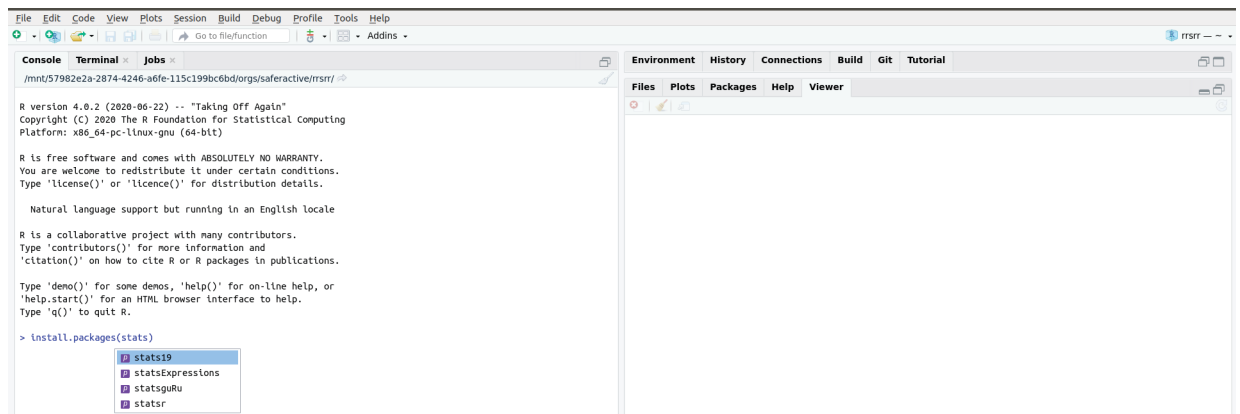 File Edit Code View Plots Session Build Debug Profile Tools Help
Go to file/function Addins rrsrr — ~
Console Terminal Jobs
/mnt/57982e2a-2874-4246-a6fe-115c199bc6bd/orgs/saferactive/rrsrr/
R version 4.0.2 (2020-06-22) -- "Taking Off Again"
Copyright (C) 2020 The R Foundation for Statistical Computing
Platform: x86_64-pc-linux-gnu (64-bit)
R is free software and comes with ABSOLUTELY NO WARRANTY.
You are welcome to redistribute it under certain conditions.
Type 'license()' or 'licence()' for distribution details.
Natural language support but running in an English locale
R is a collaborative project with many contributors.
Type 'contributors()' for more information and
'citation()' on how to cite R or R packages in publications.
Type 'demo()' for some demos, 'help()' for on-line help, or
'help.start()' for an HTML browser interface to help.
Type 'q()' to quit R.
> install.packages(stats)
stats19
statsExpressions
statsguRu
statsr
Environment History Connections Build Git Tutorial
Files Plots Packages Help Viewer